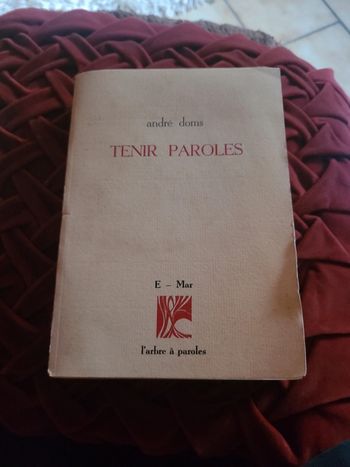 andré doms
TENIR PAROLES
E – Mar
l'arbre à paroles